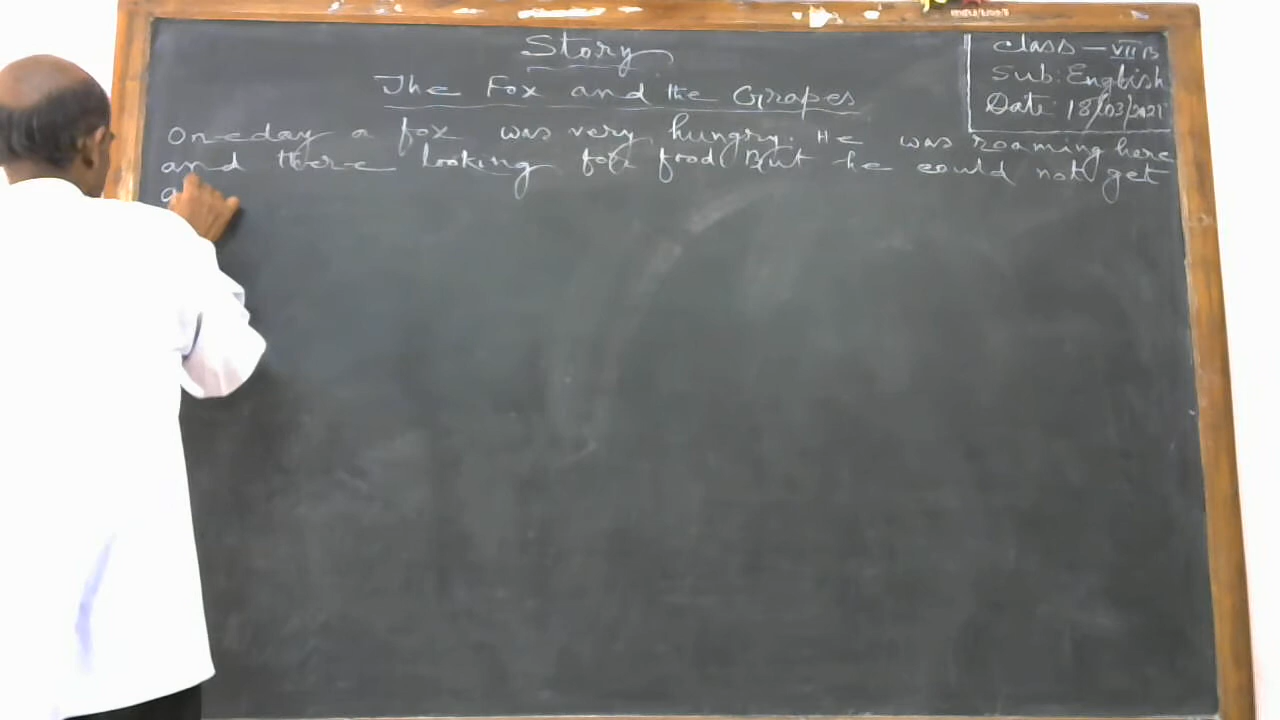 Story
The Fox and the Grapes
Class - VII B
Sub: English
Date: 18/03/2021
One day a fox was very hungry. He was roaming here
and there looking for food. But he could not get
a